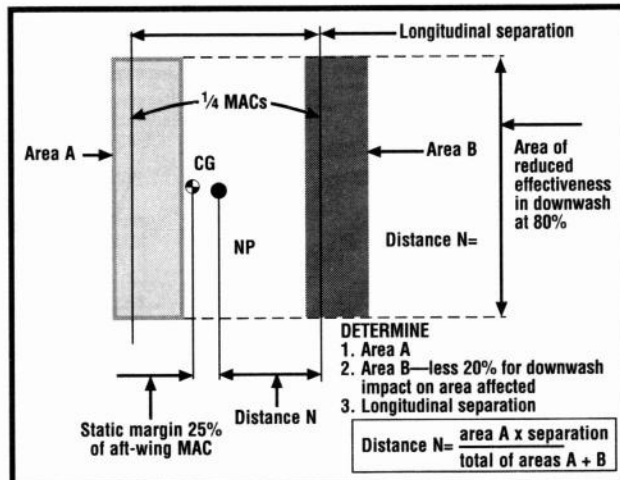 Longitudinal separation
¼ MACs
Area A
CG
Area B
NP
Area of
reduced
effectiveness
in downwash
at 80%
Distance N=
DETERMINE
1. Area A
2. Area B—less 20% for downwash
impact on area affected
3. Longitudinal separation
Static margin 25%
of aft-wing MAC
Distance N
Distance N= area A x separation
total of areas A + B